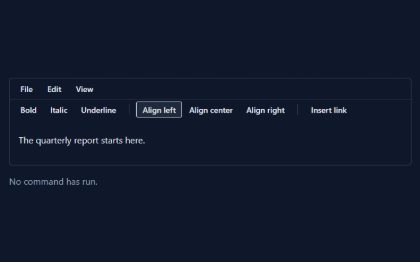 File Edit View
Bold Italic Underline Align left Align center Align right Insert link
The quarterly report starts here.
No command has run.